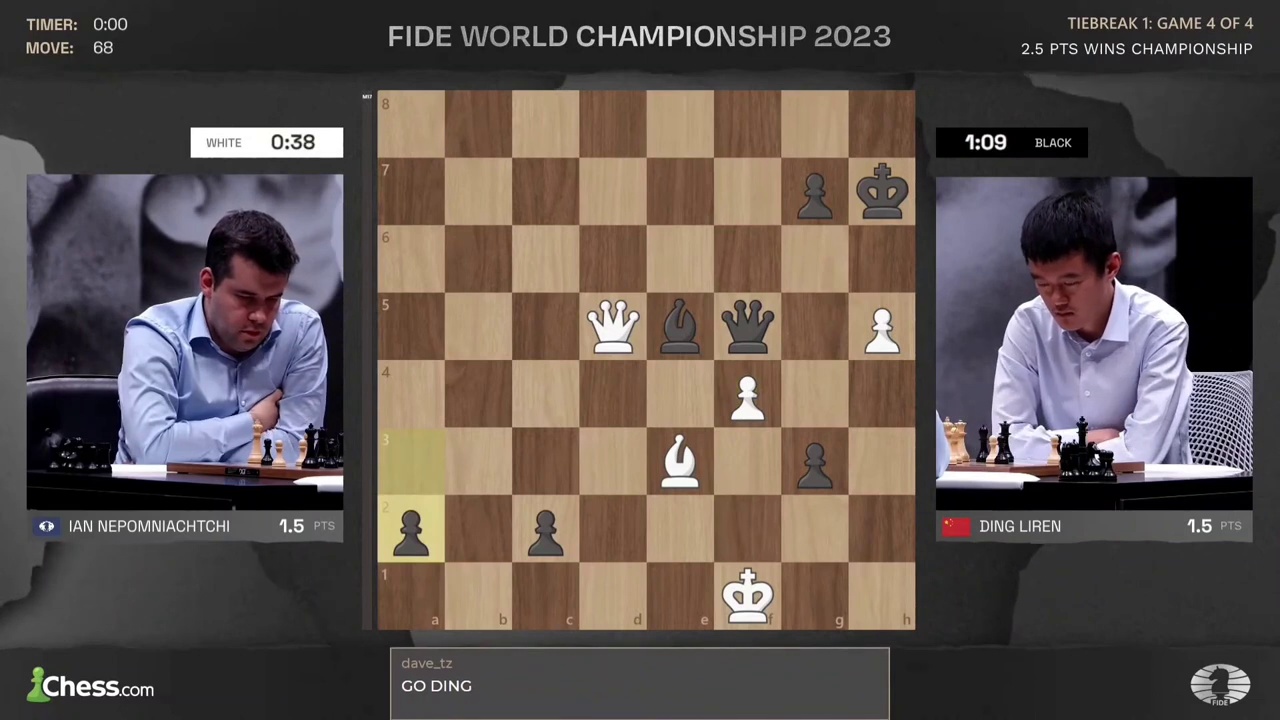 TIMER: 0:00
MOVE: 68
FIDE WORLD CHAMPIONSHIP 2023
TIEBREAK 1: GAME 4 OF 4
2.5 PTS WINS CHAMPIONSHIP
WHITE 0:38
1:09 BLACK
8
7
6
5
4
3
2
1
a b c d e f g h
IAN NEPOMNIACHTCHI 1.5 PTS
DING LIREN 1.5 PTS
dave_tz
GO DING
Chess.com
FIDE